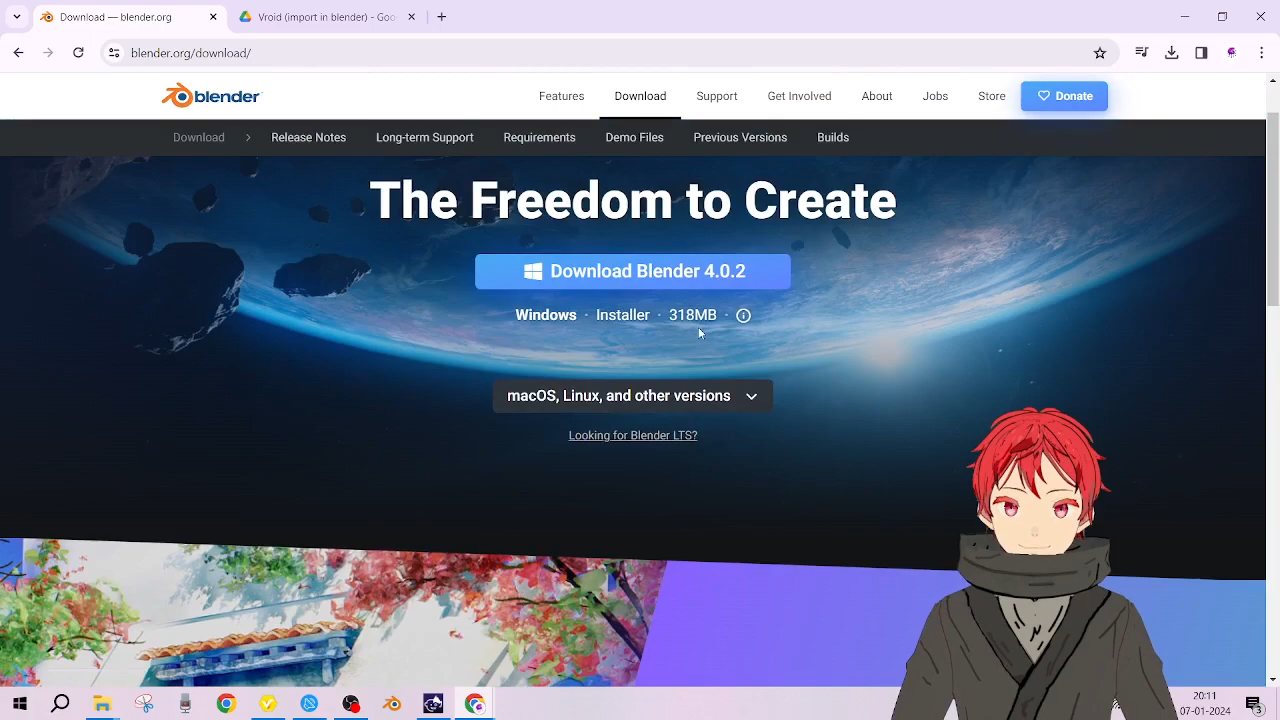 Download — blender.org
Vroid (import in blender) - Goo
blender.org/download/
blender
Features
Download
Support
Get Involved
About
Jobs
Store
Donate
Download
Release Notes
Long-term Support
Requirements
Demo Files
Previous Versions
Builds
The Freedom to Create
Download Blender 4.0.2
Windows · Installer · 318MB ·
macOS, Linux, and other versions
Looking for Blender LTS?
20:11
07-01-2024
3